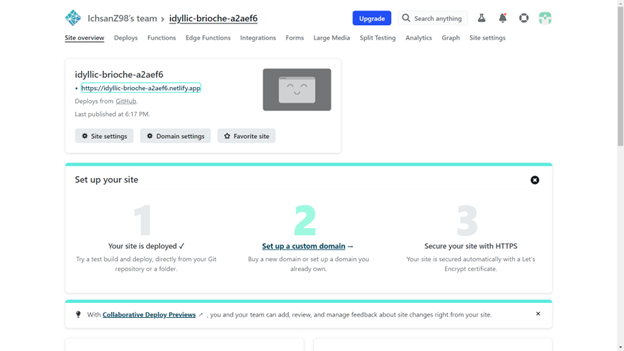 IchsanZ98's team > idyllic-brioche-a2aef6
Upgrade
Search anything
Site overview Deploys Functions Edge Functions Integrations Forms Large Media Split Testing Analytics Graph Site settings
idyllic-brioche-a2aef6
• https://idyllic-brioche-a2aef6.netlify.app
Deploys from GitHub.
Last published at 6:17 PM.
Site settings
Domain settings
Favorite site
Set up your site
1
Your site is deployed ✓
Try a test build and deploy, directly from your Git
repository or a folder.
2
Set up a custom domain →
Buy a new domain or set up a domain you
already own.
3
Secure your site with HTTPS
Your site is secured automatically with a Let's
Encrypt certificate.
With Collaborative Deploy Previews ↗ , you and your team can add, review, and manage feedback about site changes right from your site.